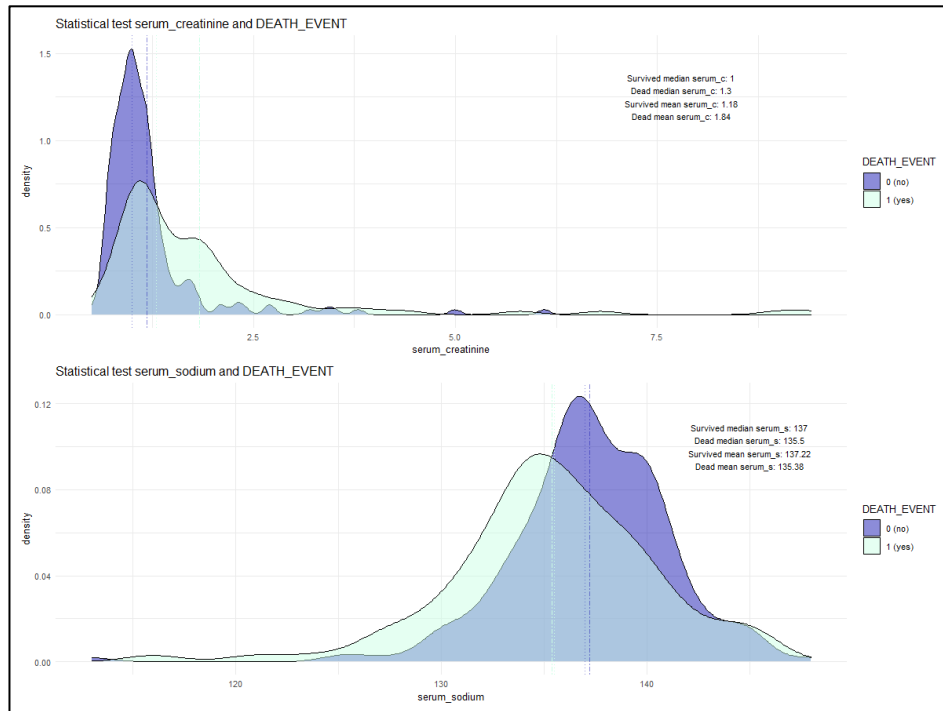 Statistical test serum_creatinine and DEATH_EVENT
1.5
1.0
0.5
0.0
density
2.5
5.0
7.5
serum_creatinine
Survived median serum_c: 1
Dead median serum_c: 1.3
Survived mean serum_c: 1.18
Dead mean serum_c: 1.84
DEATH_EVENT
0 (no)
1 (yes)
Statistical test serum_sodium and DEATH_EVENT
0.12
0.08
0.04
0.00
density
120
130
140
serum_sodium
Survived median serum_s: 137
Dead median serum_s: 135.5
Survived mean serum_s: 137.22
Dead mean serum_s: 135.38
DEATH_EVENT
0 (no)
1 (yes)